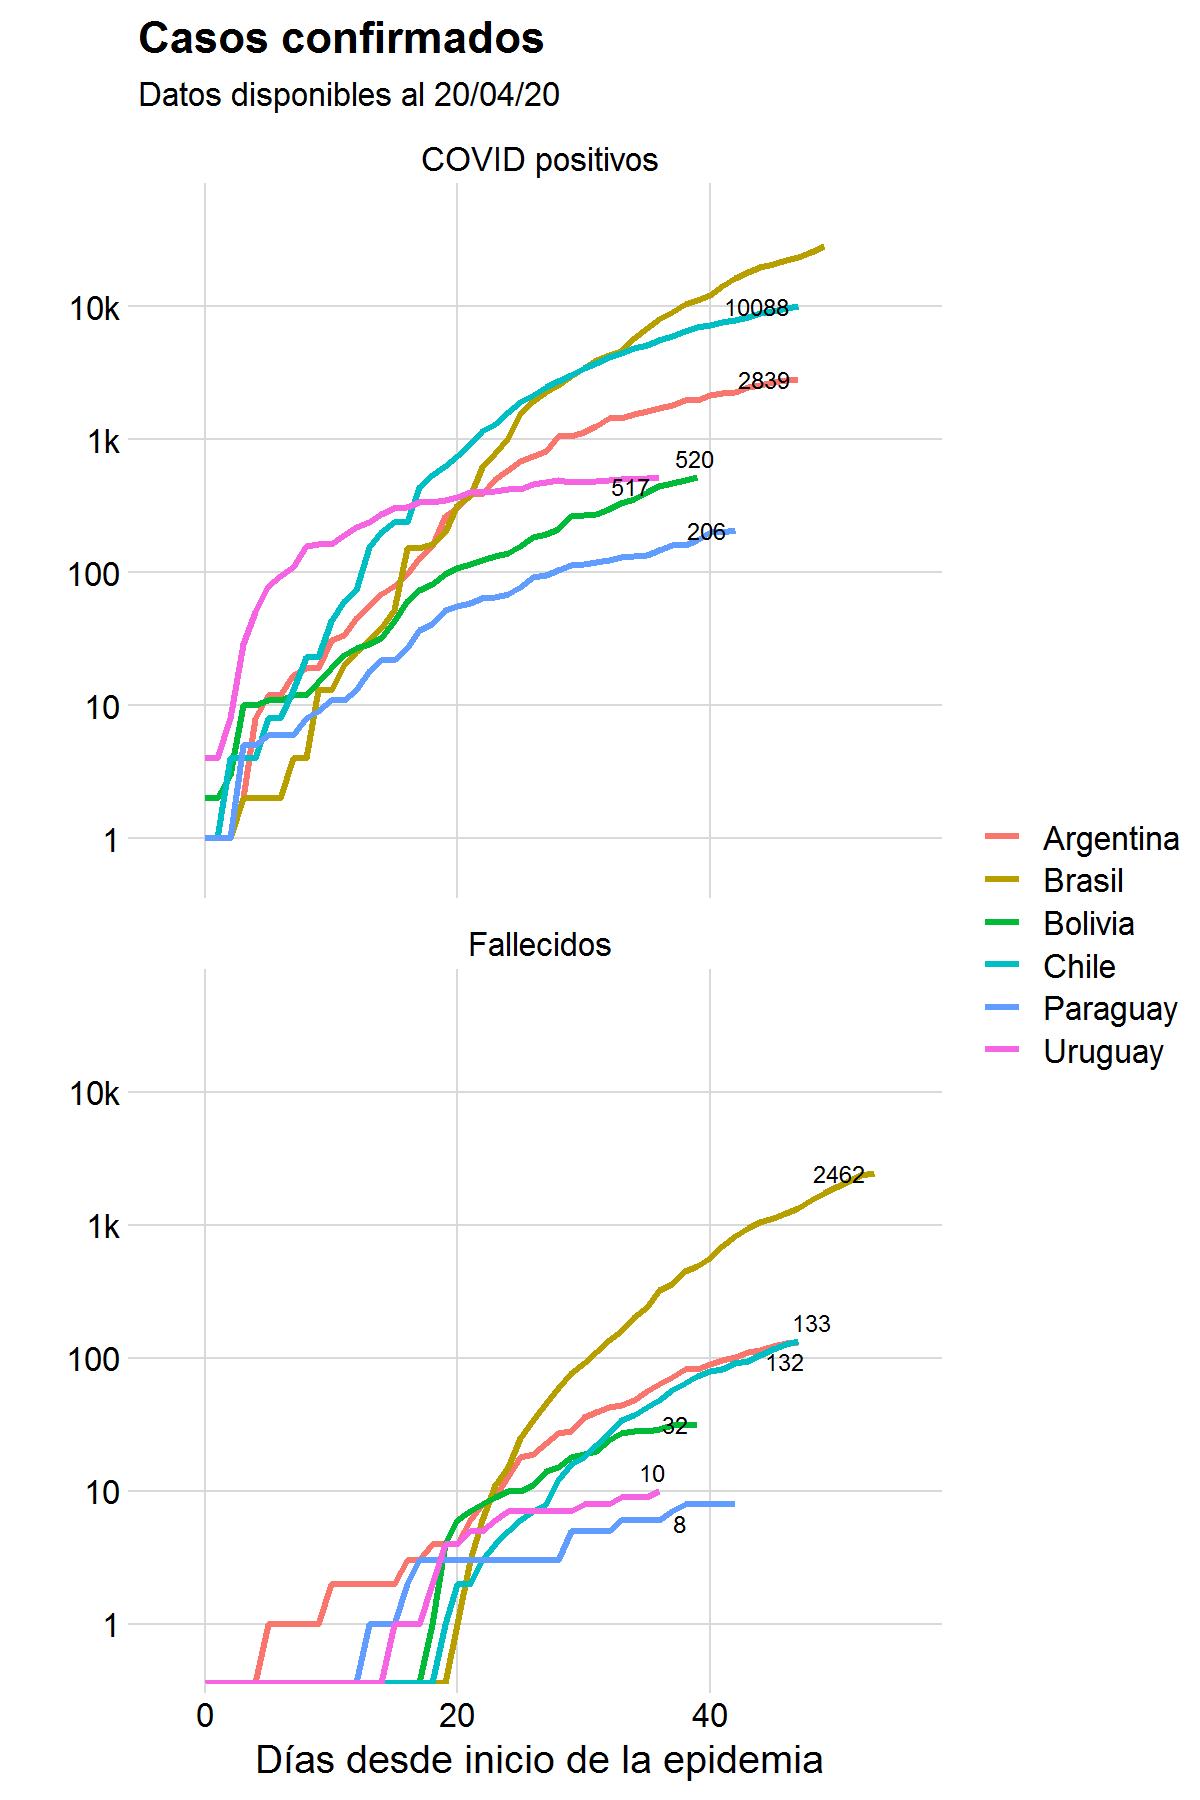 Casos confirmados
Datos disponibles al 20/04/20
COVID positivos
10k
1k
100
10
1
10088
2839
520
517
206
Argentina
Brasil
Bolivia
Chile
Paraguay
Uruguay
Fallecidos
10k
1k
100
10
1
2462
133
132
32
10
8
0 20 40
Días desde inicio de la epidemia